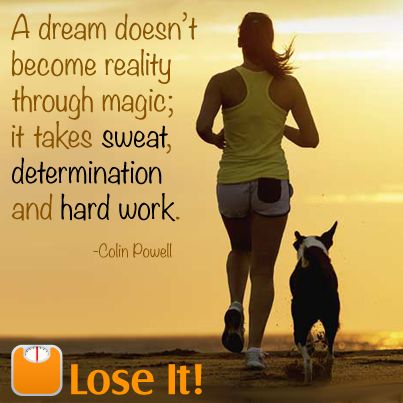 A dream doesn't
become reality
through magic;
it takes sweat,
determination
and hard work.
-Colin Powell
Lose It!